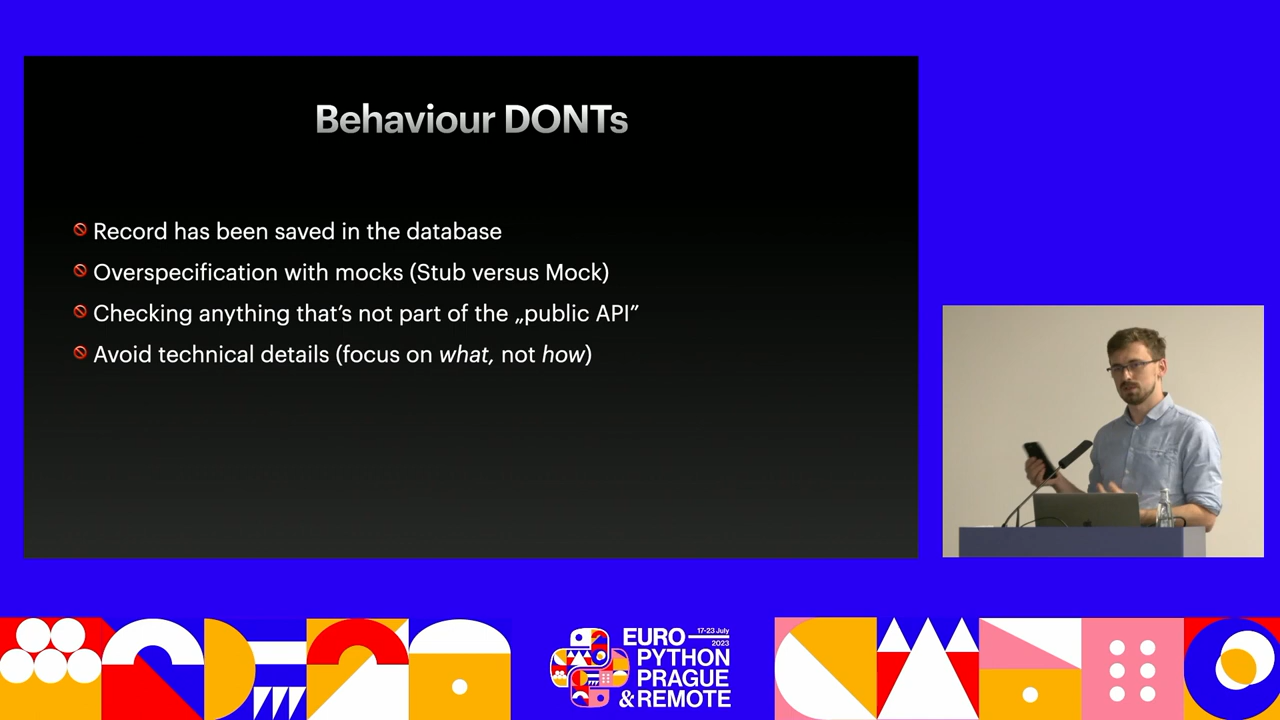 Behaviour DONTs
Record has been saved in the database
Overspecification with mocks (Stub versus Mock)
Checking anything that’s not part of the „public API”
Avoid technical details (focus on what, not how)
EURO
17-23 July
2023
PYTHON
PRAGUE
& REMOTE